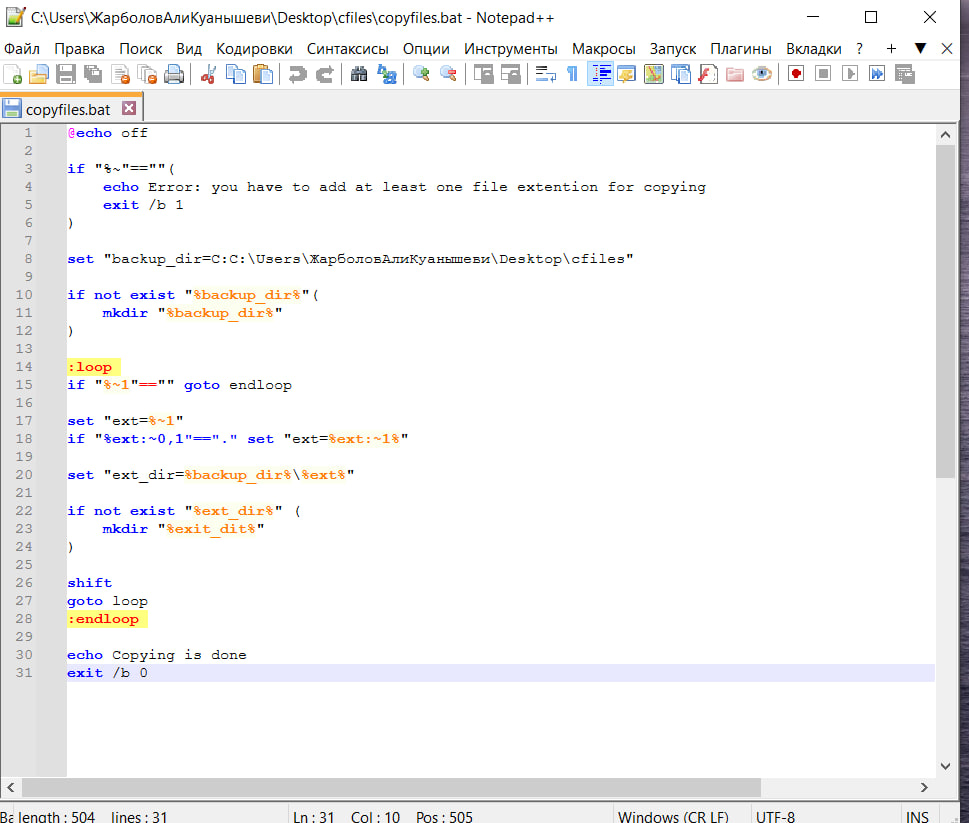 C:\Users\ЖарболовАлиКуанышеви\Desktop\cfiles\copyfiles.bat - Notepad++
Файл Правка Поиск Вид Кодировки Синтаксисы Опции Инструменты Макросы Запуск Плагины Вкладки ? + ▼ X
copyfiles.bat
1 @echo off
2
3 if "%~"==""(
4 echo Error: you have to add at least one file extention for copying
5 exit /b 1
6 )
7
8 set "backup_dir=C:C:\Users\ЖарболовАлиКуанышеви\Desktop\cfiles"
9
10 if not exist "%backup_dir%"(
11 mkdir "%backup_dir%"
12 )
13
14 :loop
15 if "%~1"=="" goto endloop
16
17 set "ext=%~1"
18 if "%ext:~0,1"=="." set "ext=%ext:~1%"
19
20 set "ext_dir=%backup_dir%\%ext%"
21
22 if not exist "%ext_dir%" (
23 mkdir "%exit_dit%"
24 )
25
26 shift
27 goto loop
28 :endloop
29
30 echo Copying is done
31 exit /b 0
Ba length : 504 lines : 31 Ln : 31 Col : 10 Pos : 505 Windows (CR LF) UTF-8 INS